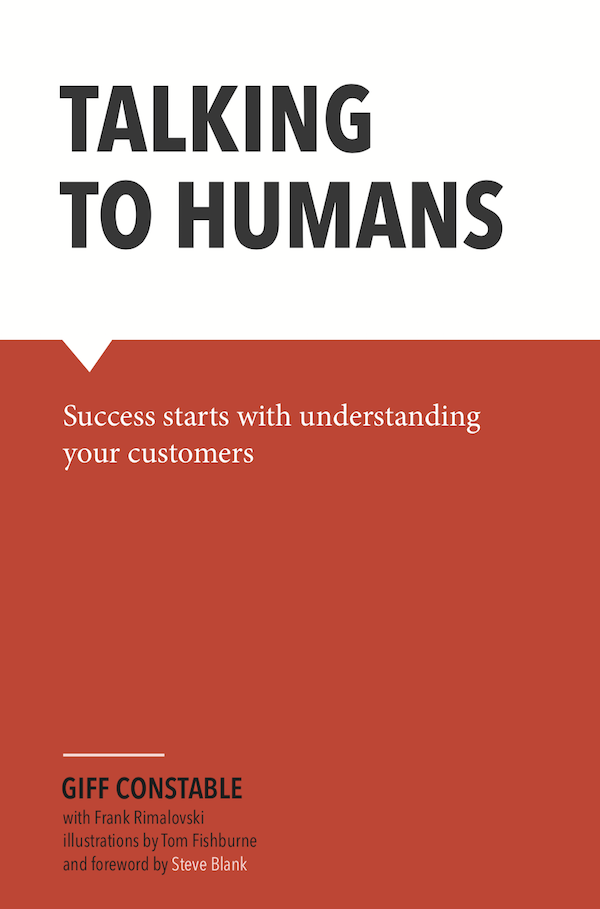 TALKING
TO HUMANS
Success starts with understanding
your customers
GIFF CONSTABLE
with Frank Rimalovski
illustrations by Tom Fishburne
and foreword by Steve Blank